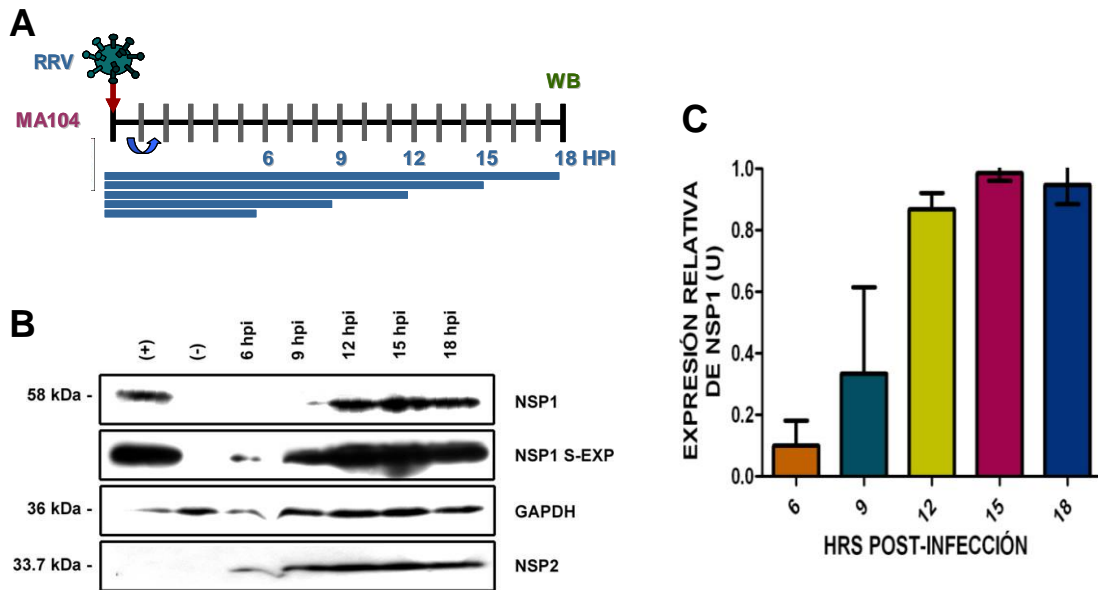 A
RRV
WB
MA104
6 9 12 15 18 HPI
B
(+) (-) 6 hpi 9 hpi 12 hpi 15 hpi 18 hpi
58 kDa - NSP1
NSP1 S-EXP
36 kDa - GAPDH
33.7 kDa - NSP2
C
EXPRESIÓN RELATIVA
DE NSP1 (U)
1.0
0.8
0.6
0.4
0.2
0.0
6 9 12 15 18
HRS POST-INFECCIÓN